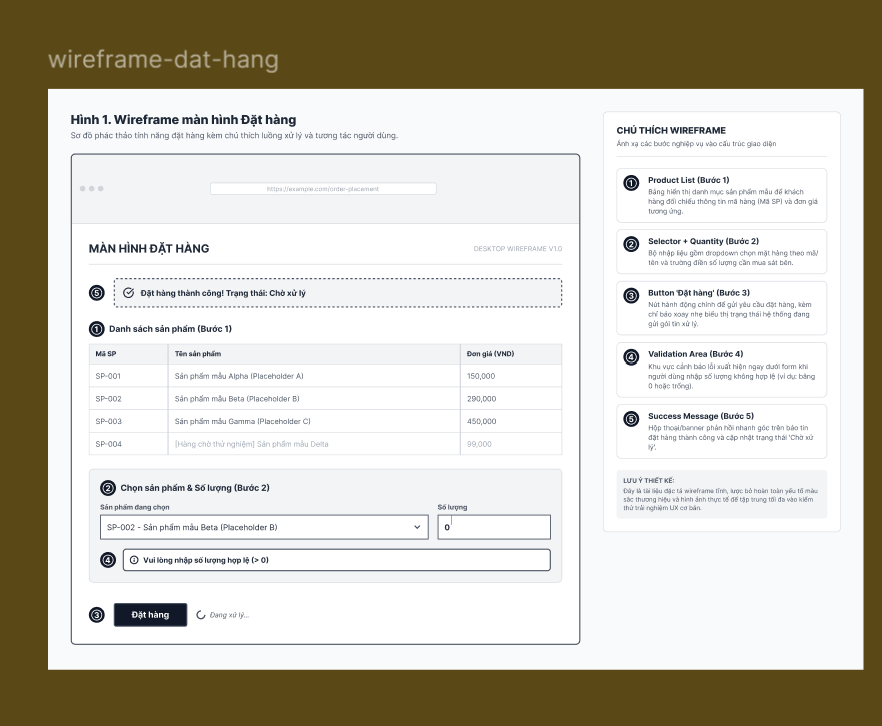 wireframe-dat-hang
Hình 1. Wireframe màn hình Đặt hàng
Sơ đồ phác thảo tính năng đặt hàng kèm chú thích luồng xử lý và tương tác người dùng.
https://example.com/order-placement
MÀN HÌNH ĐẶT HÀNG
DESKTOP WIREFRAME V1.0
5
Đặt hàng thành công! Trạng thái: Chờ xử lý
1 Danh sách sản phẩm (Bước 1)
Mã SP Tên sản phẩm Đơn giá (VND)
SP-001 Sản phẩm mẫu Alpha (Placeholder A) 150,000
SP-002 Sản phẩm mẫu Beta (Placeholder B) 290,000
SP-003 Sản phẩm mẫu Gamma (Placeholder C) 450,000
SP-004 [Hàng chờ thử nghiệm] Sản phẩm mẫu Delta 99,000
2 Chọn sản phẩm & Số lượng (Bước 2)
Sản phẩm đang chọn
Số lượng
SP-002 - Sản phẩm mẫu Beta (Placeholder B)
0
4 Vui lòng nhập số lượng hợp lệ (> 0)
3 Đặt hàng Đang xử lý...
CHÚ THÍCH WIREFRAME
Ánh xạ các bước nghiệp vụ vào cấu trúc giao diện
1 Product List (Bước 1)
Bảng hiển thị danh mục sản phẩm mẫu để khách
hàng đối chiếu thông tin mã hàng (Mã SP) và đơn giá
tương ứng.
2 Selector + Quantity (Bước 2)
Bộ nhập liệu gồm dropdown chọn mặt hàng theo mã/
tên và trường điền số lượng cần mua sát bên.
3 Button 'Đặt hàng' (Bước 3)
Nút hành động chính để gửi yêu cầu đặt hàng, kèm
chỉ báo xoay nhẹ biểu thị trạng thái hệ thống đang
gửi gói tin xử lý.
4 Validation Area (Bước 4)
Khu vực cảnh báo lỗi xuất hiện ngay dưới form khi
người dùng nhập số lượng không hợp lệ (ví dụ: bằng
0 hoặc trống).
5 Success Message (Bước 5)
Hộp thoại/banner phản hồi nhanh góc trên báo tin
đặt hàng thành công và cập nhật trạng thái 'Chờ xử
lý'.
LƯU Ý THIẾT KẾ:
Đây là tài liệu đặc tả wireframe tĩnh, lược bỏ hoàn toàn yếu tố màu
sắc thương hiệu và hình ảnh thực tế để tập trung tối đa vào kiểm
thử trải nghiệm UX cơ bản.